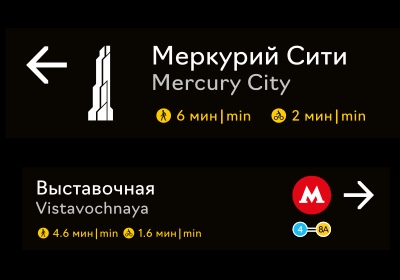 Меркурий Сити
Mercury City
6 мин|min 2 мин|min
Выставочная
Vistavochnaya
М
4.6 мин|min 1.6 мин|min
4 8A